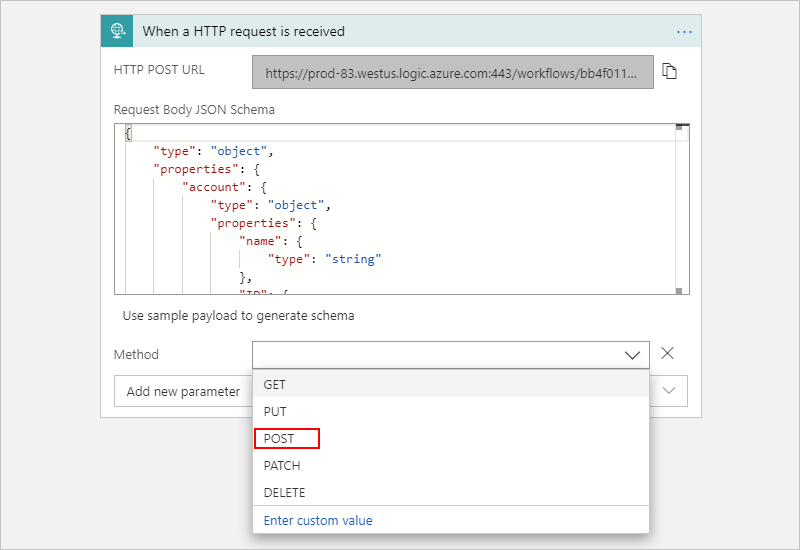 When a HTTP request is received
HTTP POST URL
https://prod-83.westus.logic.azure.com:443/workflows/bb4f011...
Request Body JSON Schema
{
"type": "object",
"properties": {
"account": {
"type": "object",
"properties": {
"name": {
"type": "string"
},
"ID": {
Use sample payload to generate schema
Method
Add new parameter
GET
PUT
POST
PATCH
DELETE
Enter custom value